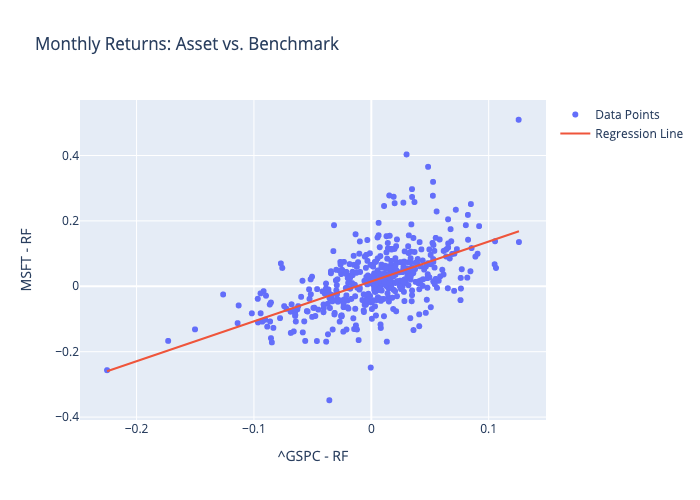 Monthly Returns: Asset vs. Benchmark
Data Points
Regression Line
MSFT - RF
0.4
0.2
0
−0.2
−0.4
−0.2
−0.1
0
0.1
^GSPC - RF